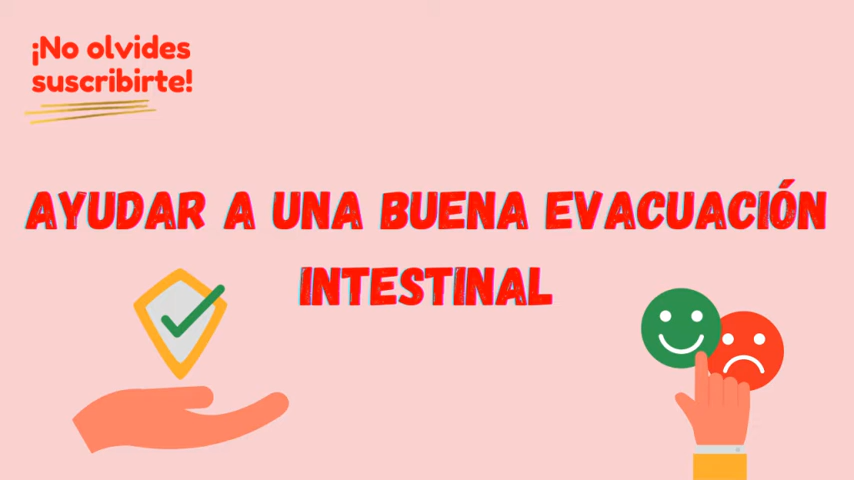 ¡No olvides
suscribirte!
AYUDAR A UNA BUENA EVACUACIÓN
INTESTINAL